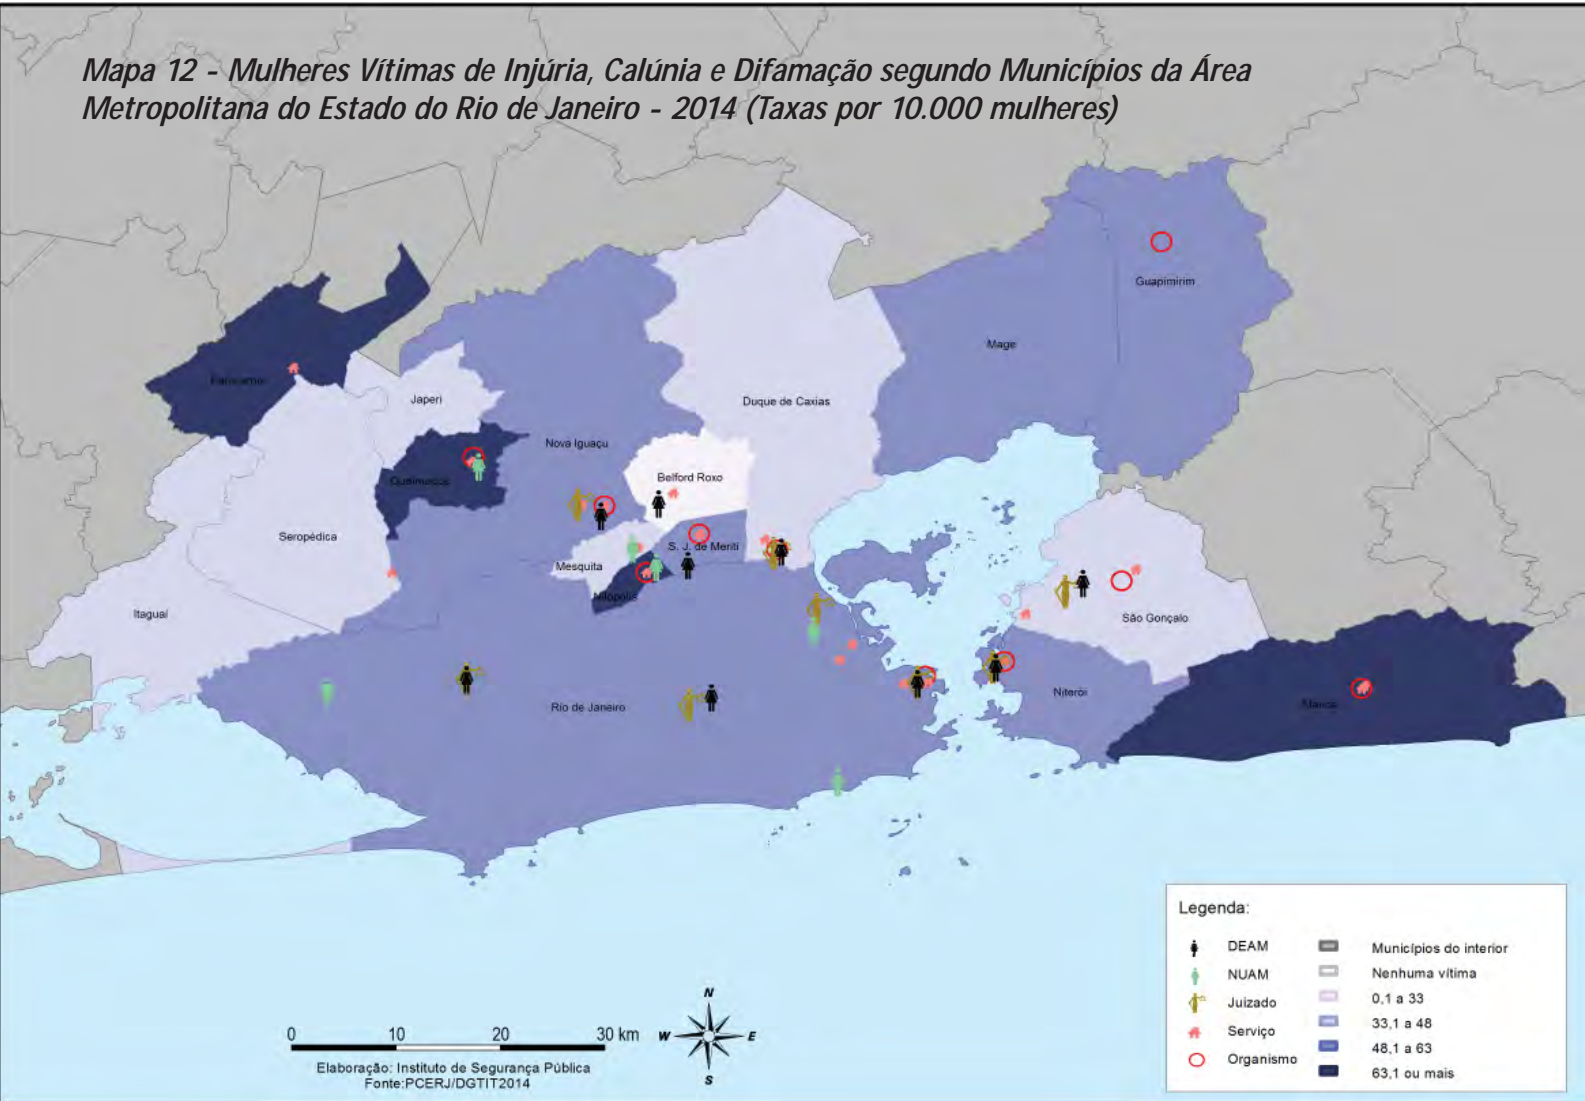 Mapa 12 - Mulheres Vítimas de Injúria, Calúnia e Difamação segundo Municípios da Área
Metropolitana do Estado do Rio de Janeiro - 2014 (Taxas por 10.000 mulheres)
Guapimirim
Mage
Japeri
Duque de Caxias
Nova Iguaçu
Belford Roxo
Queimados
Seropédica
S. J. de Meriti
Mesquita
Nilópolis
Itaguaí
São Gonçalo
Niterói
Rio de Janeiro
Marica
Legenda:
DEAM
NUAM
Juizado
Serviço
Organismo
Municípios do interior
Nenhuma vítima
0,1 a 33
33,1 a 48
48,1 a 63
63,1 ou mais
0 10 20 30 km
N
W E
S
Elaboração: Instituto de Segurança Pública
Fonte:PCERJ/DGTIT2014